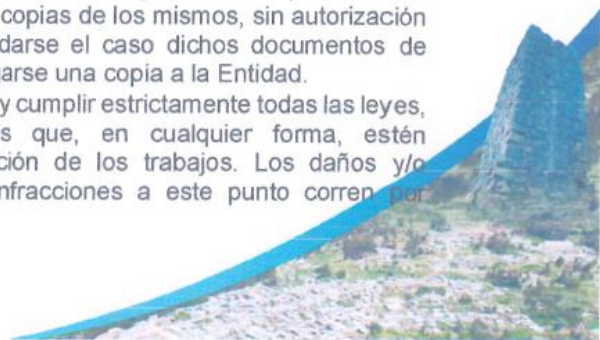 copias de los mismos, sin autorización
darse el caso dichos documentos de
arse una copia a la Entidad.
y cumplir estrictamente todas las leyes,
s que, en cualquier forma, estén
ción de los trabajos. Los daños y/o
nfracciones a este punto corren por